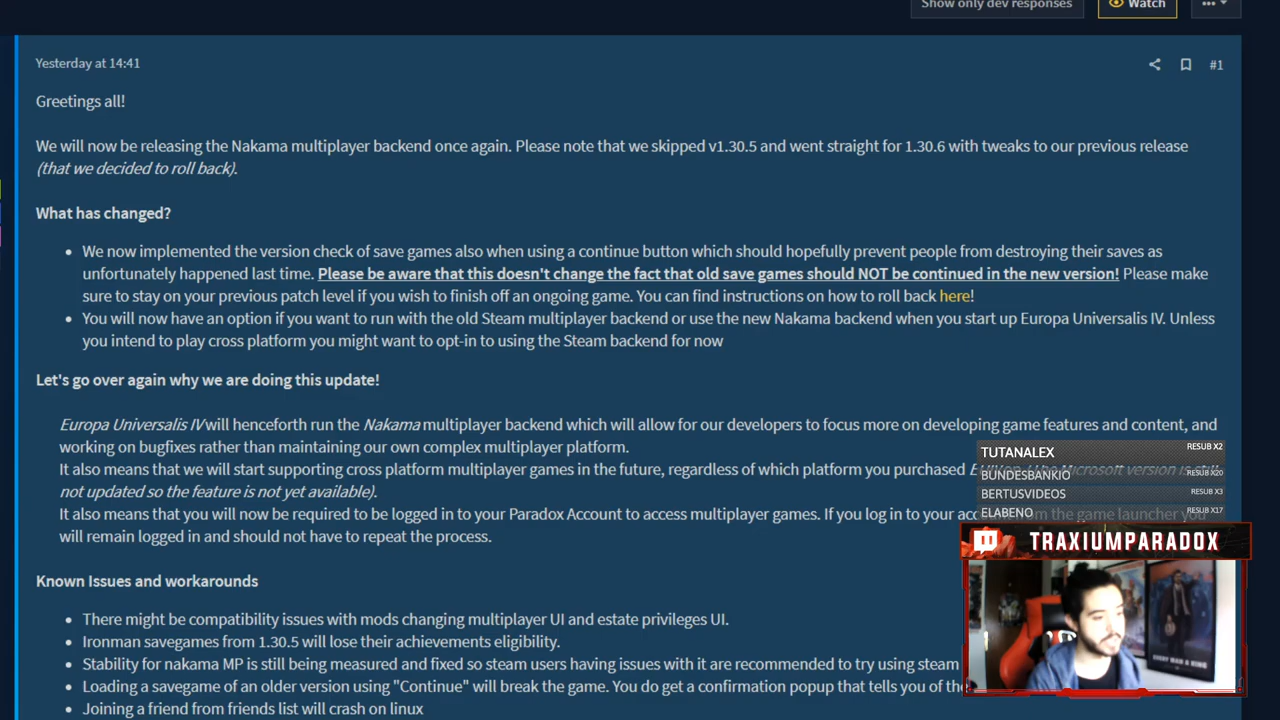 Show only dev responses
Watch
Yesterday at 14:41
#1
Greetings all!
We will now be releasing the Nakama multiplayer backend once again. Please note that we skipped v1.30.5 and went straight for 1.30.6 with tweaks to our previous release
(that we decided to roll back).
What has changed?
We now implemented the version check of save games also when using a continue button which should hopefully prevent people from destroying their saves as
unfortunately happened last time. Please be aware that this doesn't change the fact that old save games should NOT be continued in the new version! Please make
sure to stay on your previous patch level if you wish to finish off an ongoing game. You can find instructions on how to roll back here!
You will now have an option if you want to run with the old Steam multiplayer backend or use the new Nakama backend when you start up Europa Universalis IV. Unless
you intend to play cross platform you might want to opt-in to using the Steam backend for now
Let's go over again why we are doing this update!
Europa Universalis IV will henceforth run the Nakama multiplayer backend which will allow for our developers to focus more on developing game features and content, and
working on bugfixes rather than maintaining our own complex multiplayer platform.
It also means that we will start supporting cross platform multiplayer games in the future, regardless of which platform you purchased
not updated so the feature is not yet available).
It also means that you will now be required to be logged in to your Paradox Account to access multiplayer games. If you log in to your
will remain logged in and should not have to repeat the process.
Known Issues and workarounds
There might be compatibility issues with mods changing multiplayer UI and estate privileges UI.
Ironman savegames from 1.30.5 will lose their achievements eligibility.
Stability for nakama MP is still being measured and fixed so steam users having issues with it are recommended to try using steam
Loading a savegame of an older version using "Continue" will break the game. You do get a confirmation popup that tells you of
Joining a friend from friends list will crash on linux
TUTANALEX RESUB X2
BUNDESBANKIO RESUB X20
BERTUSVIDEOS RESUB X3
ELABENO RESUB X17
TRAXIUMPARADOX
EVERY MAN A KING